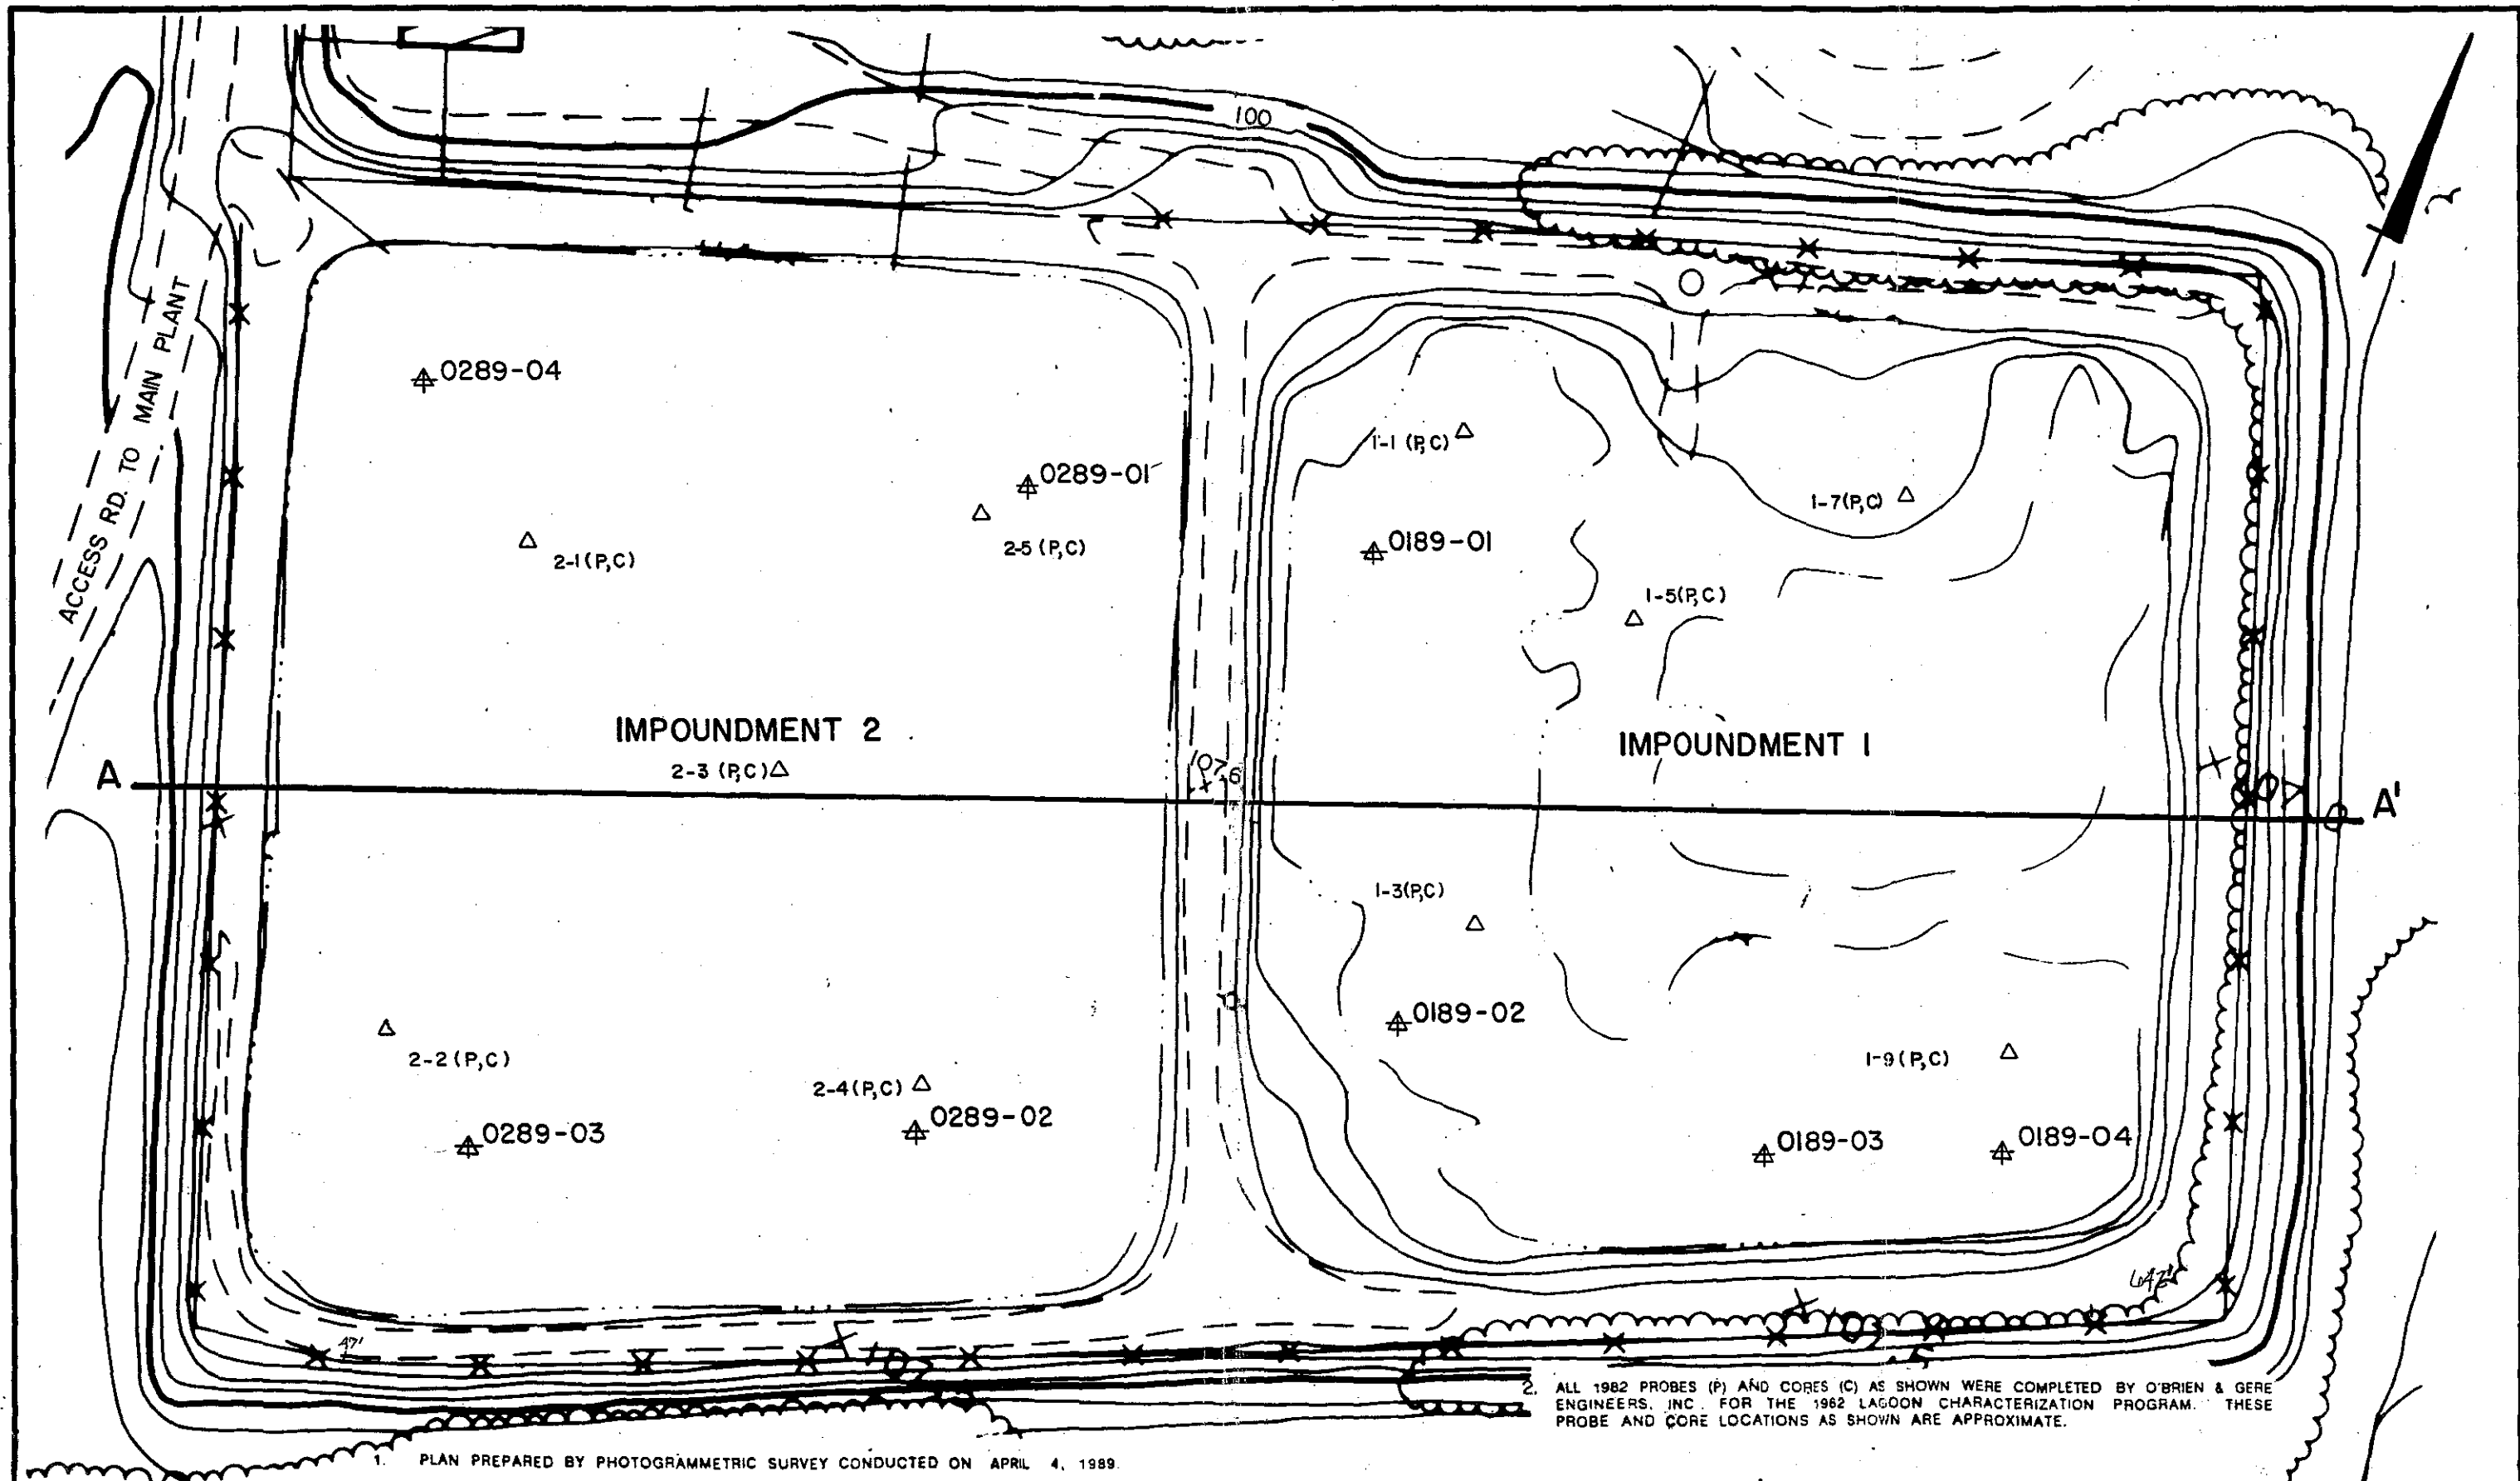 100
ACCESS RD. TO MAIN PLANT
0289-04
0289-01
2-5 (P,C)
2-1 (P,C)
1-1 (P,C)
1-7(P,C)
0189-01
1-5(P,C)
IMPOUNDMENT 2
2-3 (P,C)
IMPOUNDMENT 1
107.6
A
A'
1-3(P,C)
0189-02
2-2 (P,C)
2-4(P,C)
0289-02
0289-03
1-9(P,C)
0189-03
0189-04
47'
2. ALL 1982 PROBES (P) AND CORES (C) AS SHOWN WERE COMPLETED BY O'BRIEN & GERE
ENGINEERS, INC. FOR THE 1982 LAGOON CHARACTERIZATION PROGRAM. THESE
PROBE AND CORE LOCATIONS AS SHOWN ARE APPROXIMATE.
1. PLAN PREPARED BY PHOTOGRAMMETRIC SURVEY CONDUCTED ON APRIL 4, 1989.